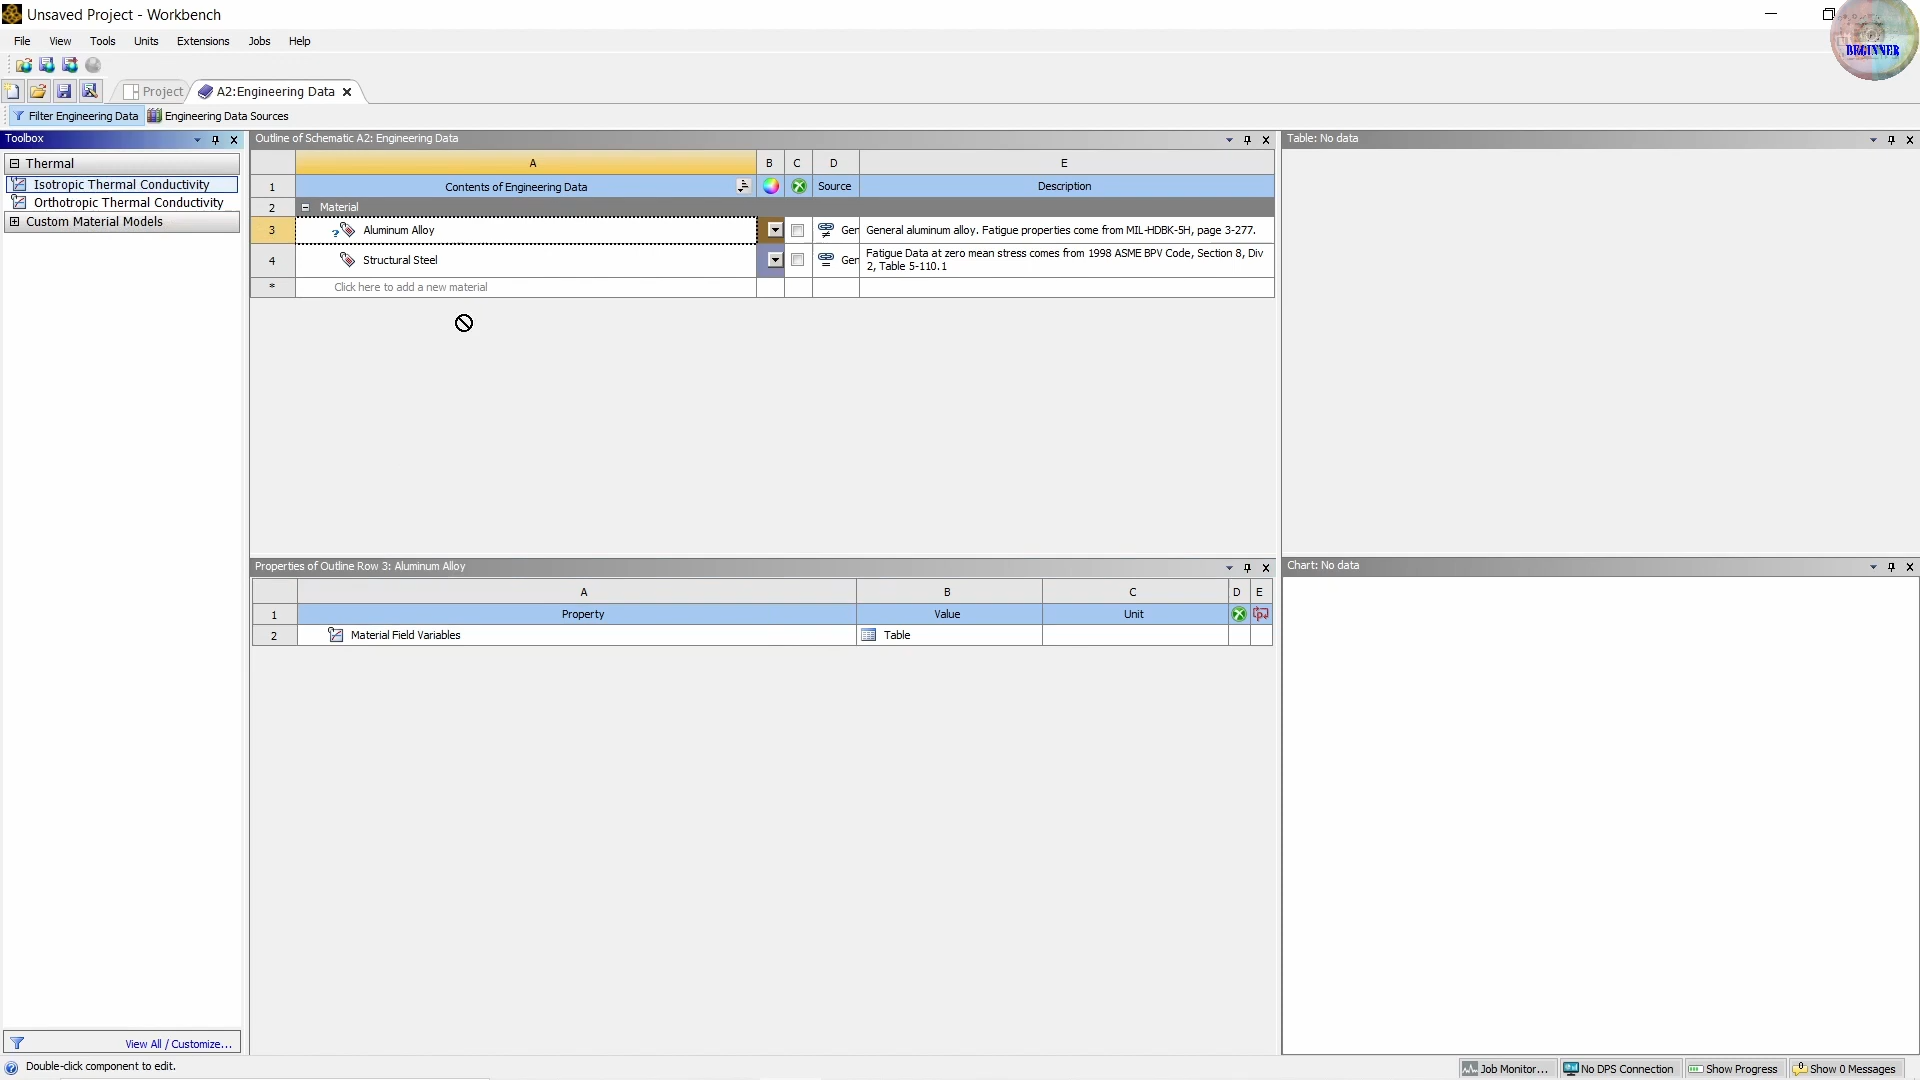 Unsaved Project - Workbench
BEGINNER
File View Tools Units Extensions Jobs Help
Project A2:Engineering Data
Filter Engineering Data Engineering Data Sources
Toolbox
Thermal
Isotropic Thermal Conductivity
Orthotropic Thermal Conductivity
Custom Material Models
View All / Customize...
Outline of Schematic A2: Engineering Data
A B C D E
1 Contents of Engineering Data Source Description
2 Material
3 ? Aluminum Alloy Ger General aluminum alloy. Fatigue properties come from MIL-HDBK-5H, page 3-277.
4 Structural Steel Ger Fatigue Data at zero mean stress comes from 1998 ASME BPV Code, Section 8, Div
2, Table 5-110.1
* Click here to add a new material
Properties of Outline Row 3: Aluminum Alloy
A B C D E
1 Property Value Unit
2 Material Field Variables Table
Table: No data
Chart: No data
Double-click component to edit.
Job Monitor... No DPS Connection Show Progress Show 0 Messages